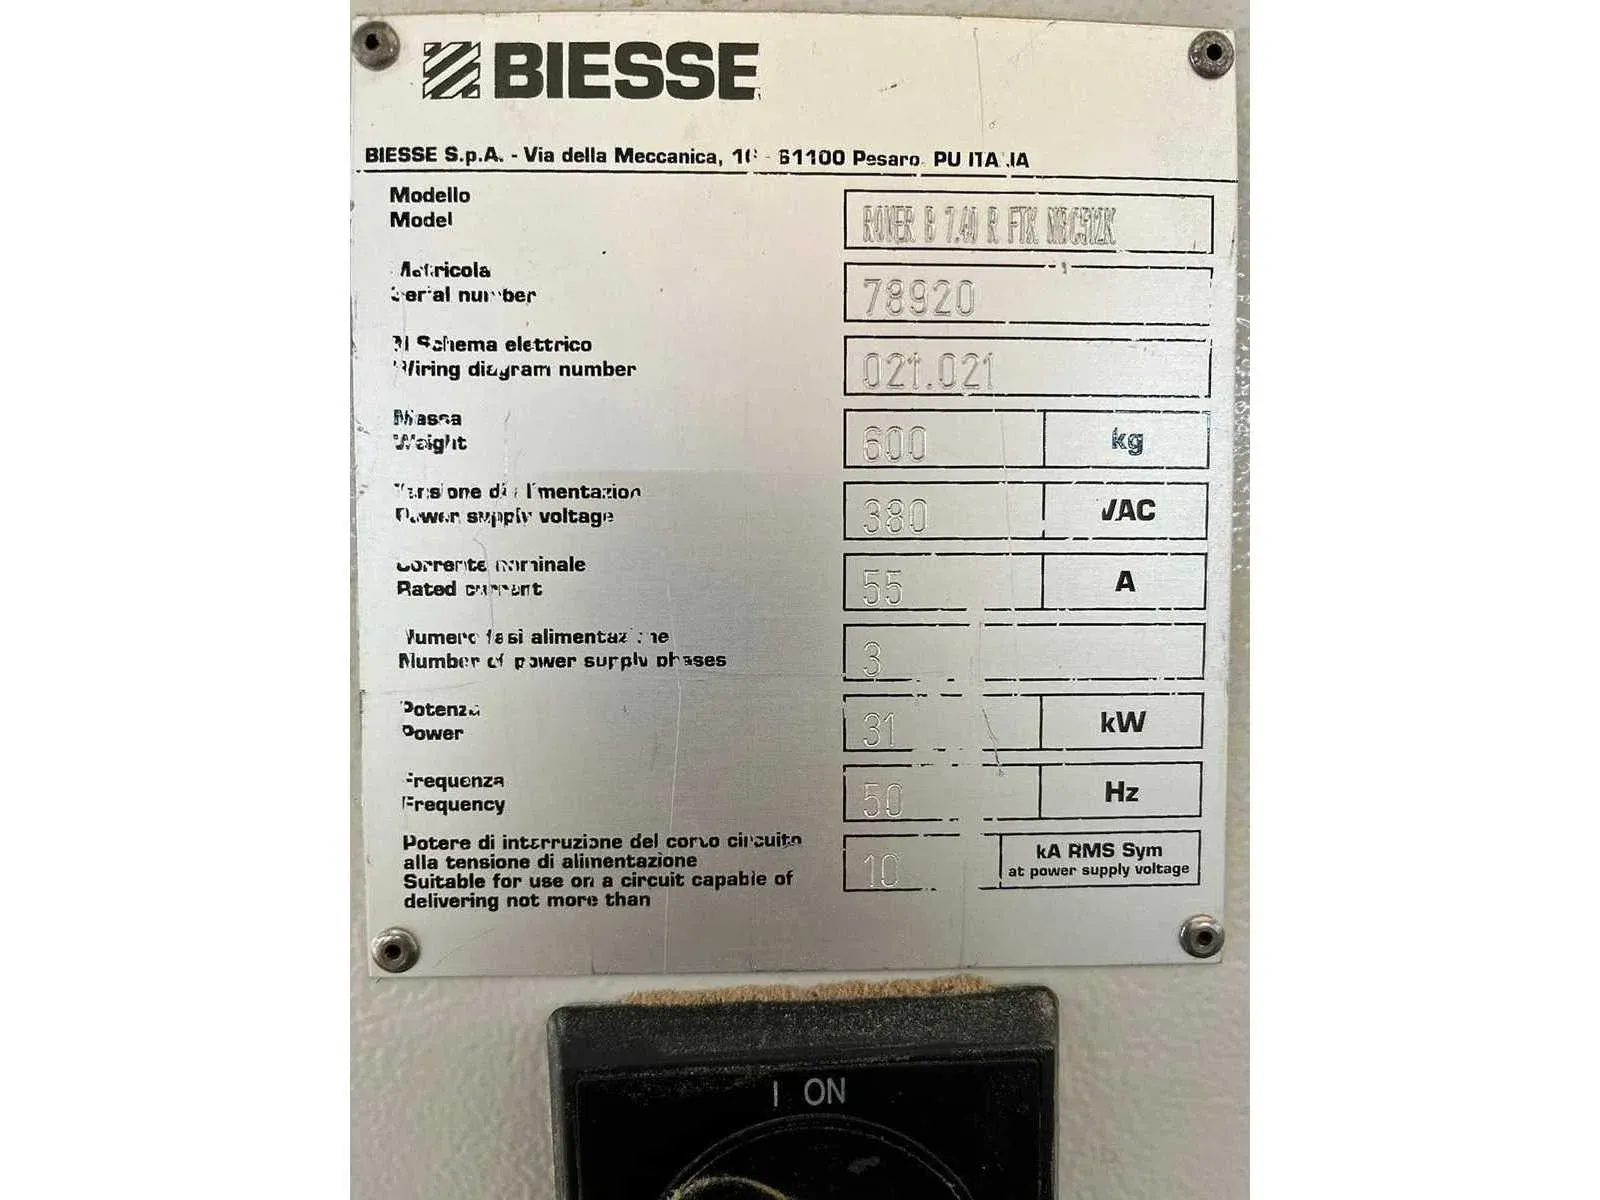 BIESSE
BIESSE S.p.A. - Via della Meccanica, 16 - 61100 Pesaro PU ITALIA
Modello
Model
ROVER B 7.40 R FTK
Matricola
Serial number
78920
N Schema elettrico
Wiring diagram number
021.021
Massa
Weight
600 kg
Tensione di alimentazion
Power supply voltage
380 VAC
Corrente nominale
Rated current
55 A
Numero fasi alimentazione
Number of power supply phases
3
Potenza
Power
31 kW
Frequenza
Frequency
50 Hz
Potere di interruzione del corto circuito
alla tensione di alimentazione
Suitable for use on a circuit capable of
delivering not more than
10 kA RMS Sym
at power supply voltage
I ON